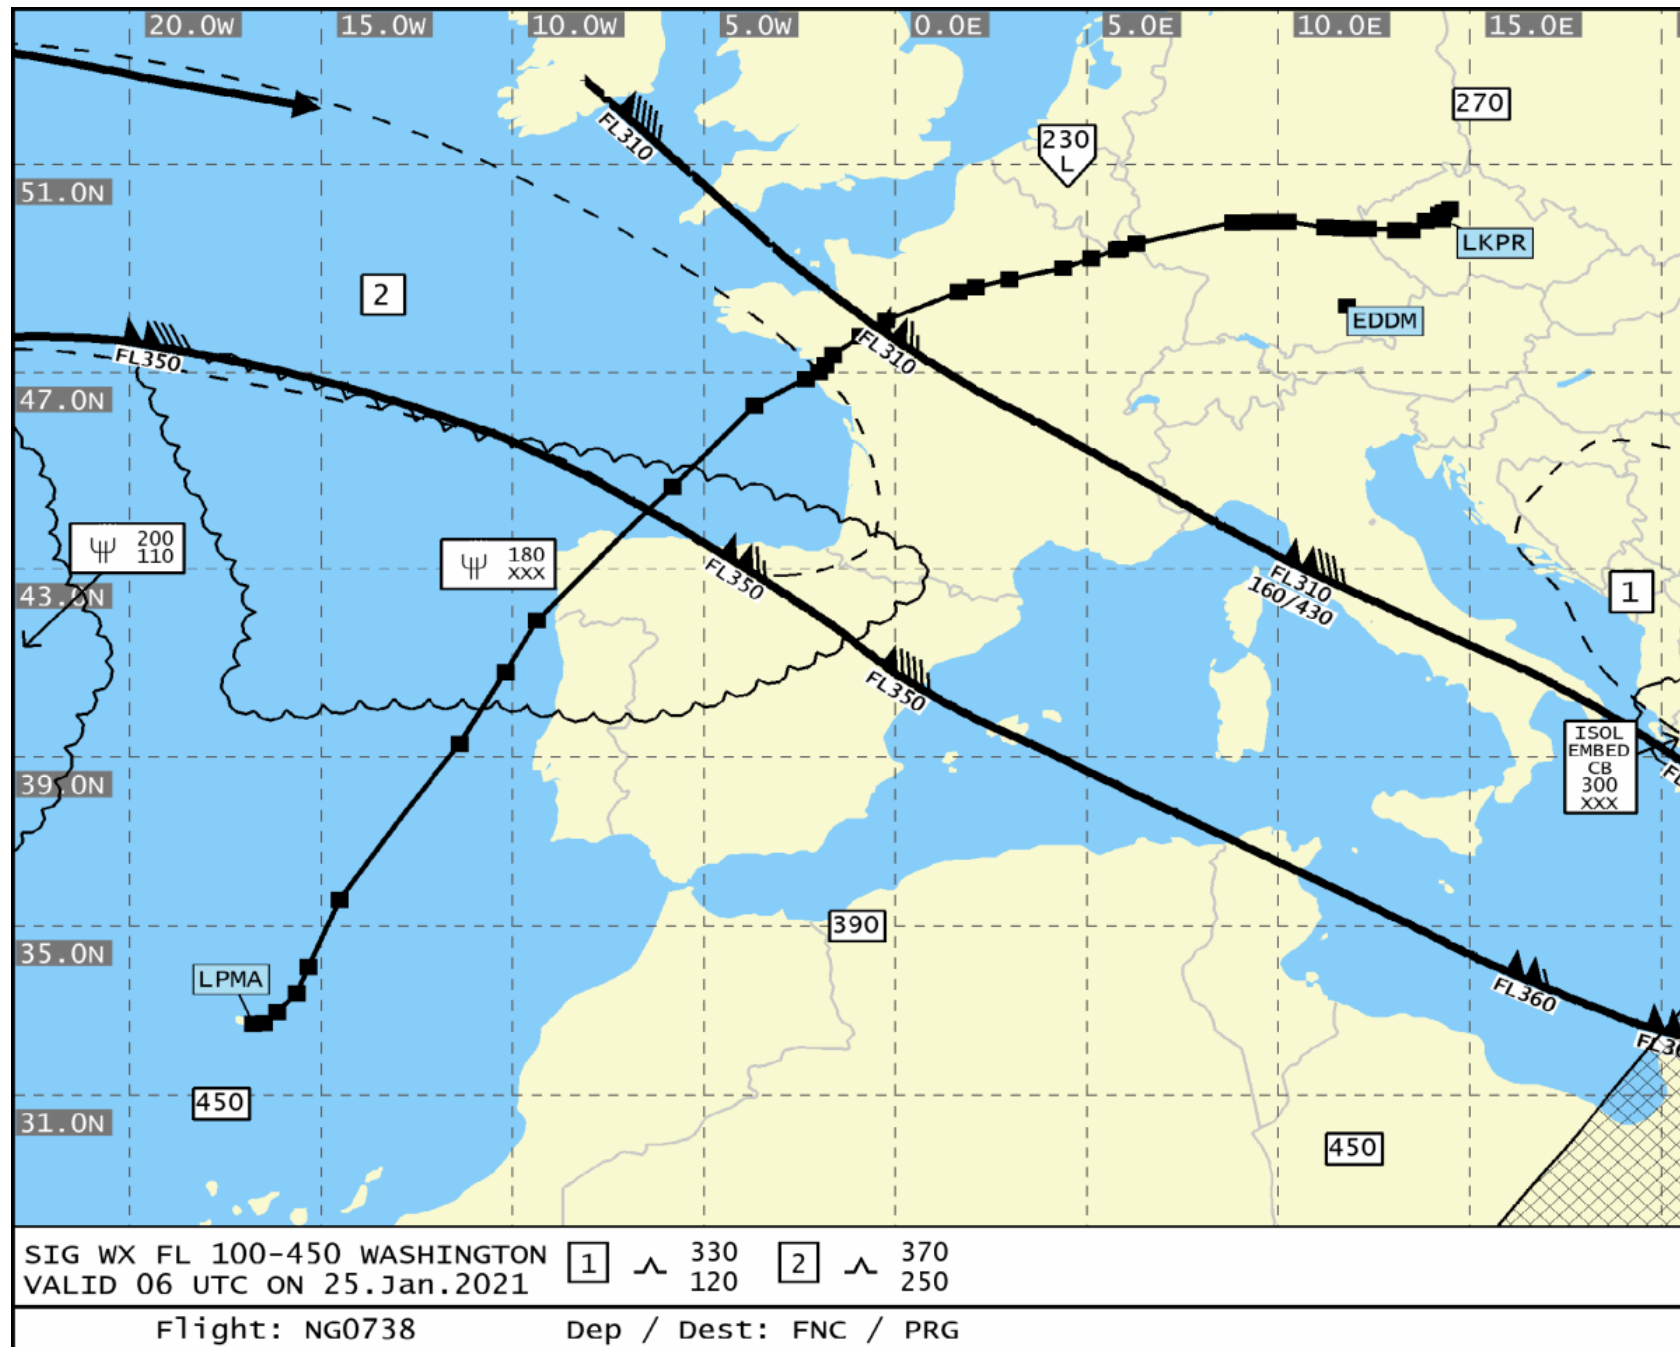 20.0W 15.0W 10.0W 5.0W 0.0E 5.0E 10.0E 15.0E
270
FL310
230
L
51.0N
LKPR
2
EDDM
FL310
FL350
47.0N
200
110
180
XXX
FL350
FL310
160/430
43.0N
1
FL350
ISOL
EMBED
CB
300
XXX
39.0N
390
35.0N
LPMA
FL360
450
31.0N
450
SIG WX FL 100-450 WASHINGTON
VALID 06 UTC ON 25.Jan.2021
1 330
120
2 370
250
Flight: NG0738 Dep / Dest: FNC / PRG